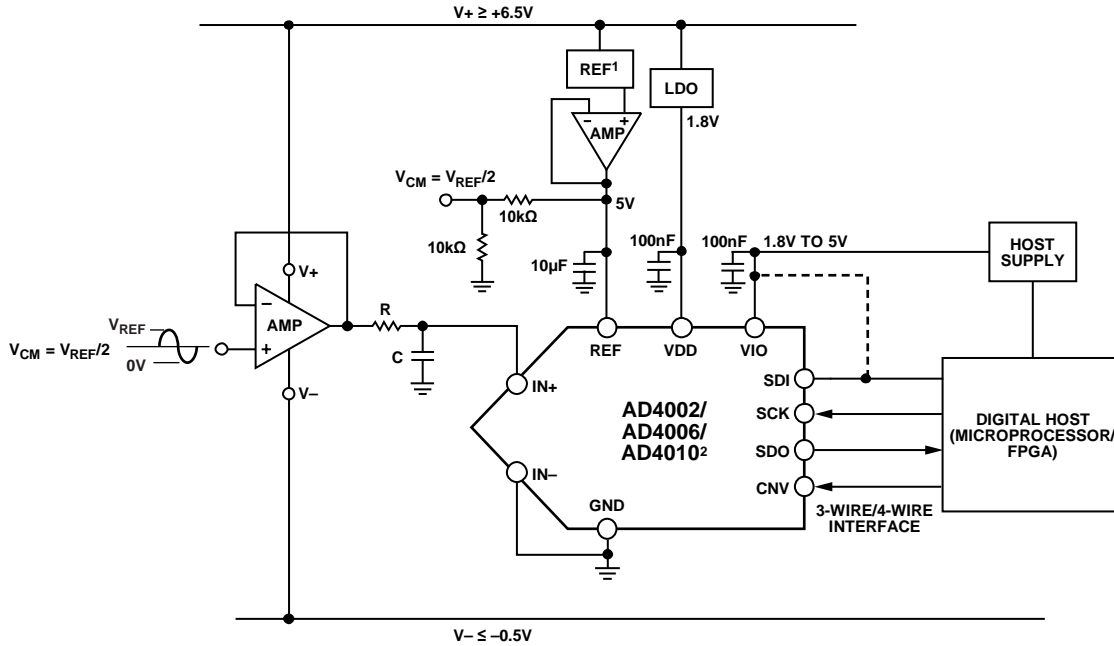 V+ ≥ +6.5V
REF¹
LDO
– +
AMP
1.8V
V_CM = V_REF/2
10kΩ
5V
10kΩ
10µF
100nF
100nF
1.8V TO 5V
HOST
SUPPLY
V+
–
AMP
+
R
C
V_REF
V_CM = V_REF/2
0V
V–
REF
VDD
VIO
IN+
IN–
AD4002/
AD4006/
AD4010²
GND
SDI
SCK
SDO
CNV
DIGITAL HOST
(MICROPROCESSOR/
FPGA)
3-WIRE/4-WIRE
INTERFACE
V– ≤ –0.5V